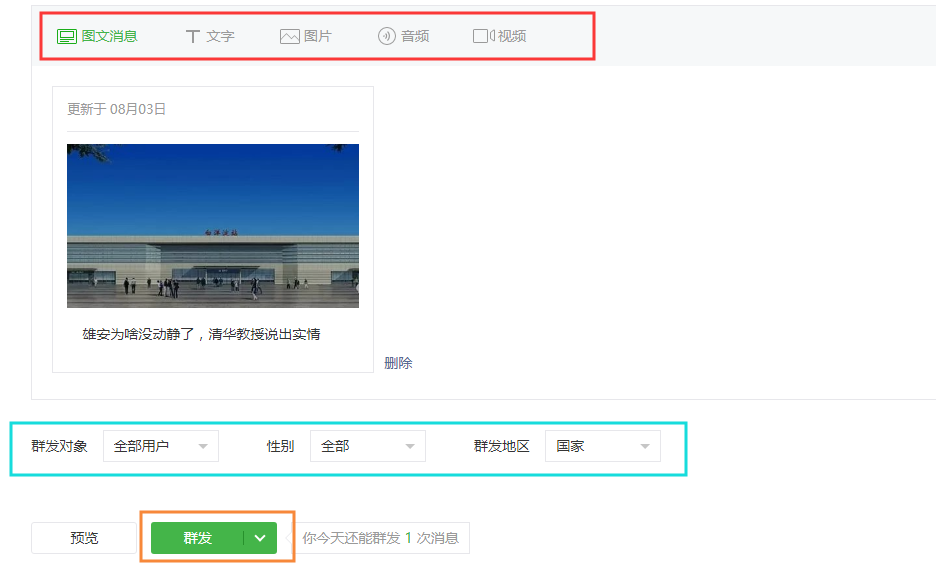 图文消息 文字 图片 音频 视频
更新于 08月03日
雄安为啥没动静了，清华教授说出实情
删除
群发对象 全部用户 性别 全部 群发地区 国家
预览 群发 你今天还能群发 1 次消息